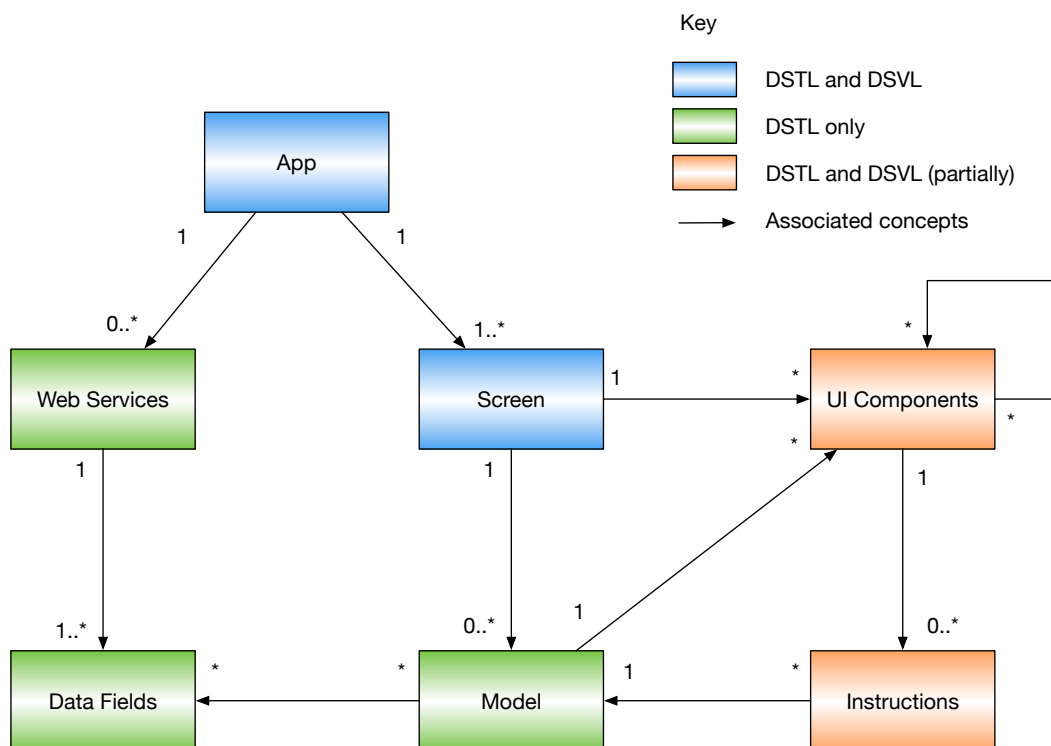 Key
DSTL and DSVL
DSTL only
DSTL and DSVL (partially)
Associated concepts
App
1
1
0..*
1..*
*
Web Services
Screen
1
*
UI Components
*
1
1
*
1
1
1..*
0..*
0..*
*
*
1
*
Data Fields
Model
Instructions